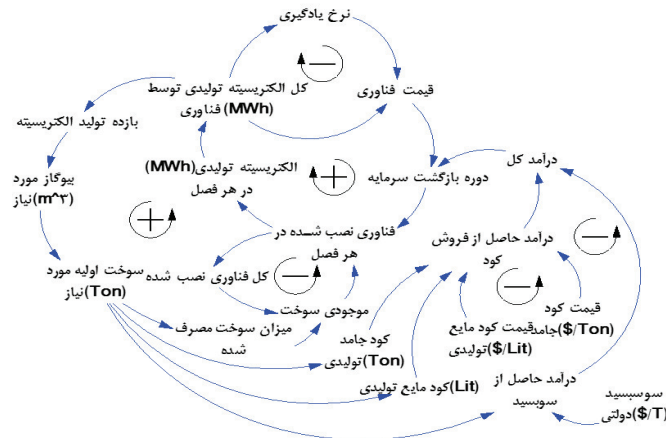 نرخ یادگیری
کل الکتریسیته تولیدی توسط
فناوری(MWh)
قیمت فناوری
بازده تولید الکتریسیته
بیوگاز مورد
نیاز(m^۳)
الکتریسیته تولیدی(MWh)
در هر فصل
دوره بازگشت سرمایه
درآمد کل
فناوری نصب شده در
هر فصل
درآمد حاصل از فروش
کود
سوخت اولیه مورد
نیاز(Ton)
کل فناوری نصب شده
موجودی سوخت
میزان سوخت مصرف
شده
کود جامد
تولیدی(Ton)
قیمت کود مایع
تولیدی($/Lit)
قیمت کود
جامد($/Ton)
کود مایع تولیدی(Lit)
درآمد حاصل از
سوبسید
سوبسید
دولتی($/T)